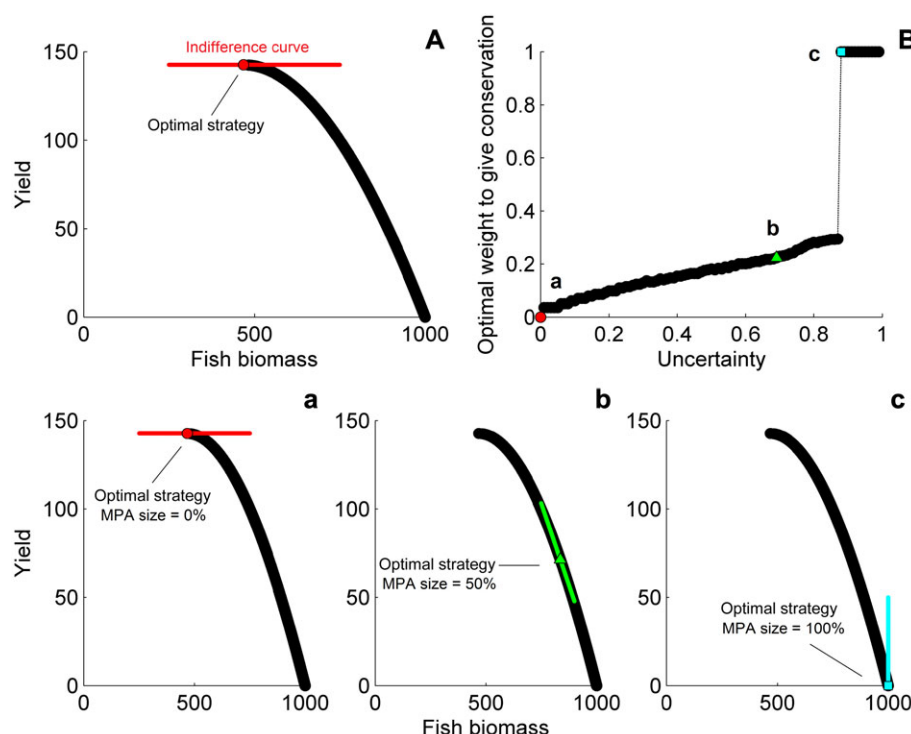 A
Indifference curve
Optimal strategy
Yield
150
100
50
0
0
500
1000
Fish biomass
B
Optimal weight to give conservation
1
0.8
0.6
0.4
0.2
0
0
0.2
0.4
0.6
0.8
1
Uncertainty
a
b
c
a
Optimal strategy
MPA size = 0%
Yield
150
100
50
0
0
500
1000
b
Optimal strategy
MPA size = 50%
150
100
50
0
0
500
1000
Fish biomass
c
Optimal strategy
MPA size = 100%
150
100
50
0
0
500
1000